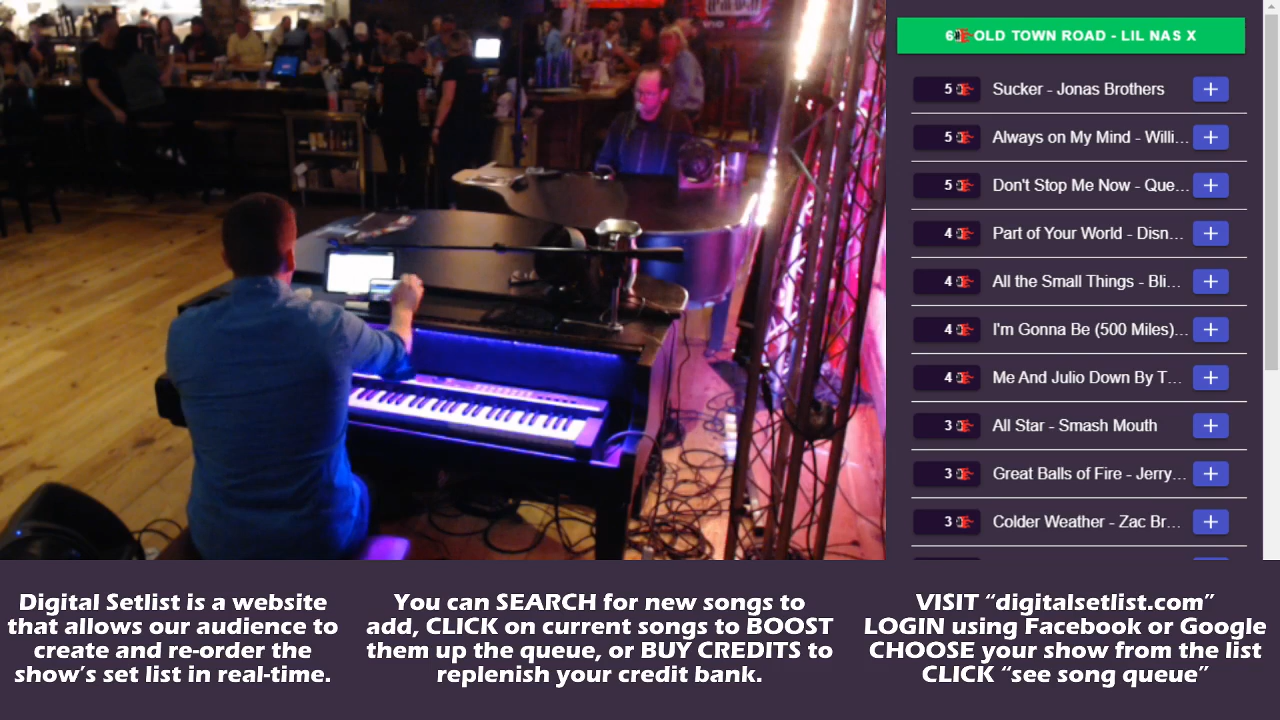 6 OLD TOWN ROAD - LIL NAS X
5 Sucker - Jonas Brothers +
5 Always on My Mind - Willi... +
5 Don't Stop Me Now - Que... +
4 Part of Your World - Disn... +
4 All the Small Things - Bli... +
4 I'm Gonna Be (500 Miles)... +
4 Me And Julio Down By T... +
3 All Star - Smash Mouth +
3 Great Balls of Fire - Jerry... +
3 Colder Weather - Zac Br... +
Digital Setlist is a website
that allows our audience to
create and re-order the
show's set list in real-time.
You can SEARCH for new songs to
add, CLICK on current songs to BOOST
them up the queue, or BUY CREDITS to
replenish your credit bank.
VISIT “digitalsetlist.com”
LOGIN using Facebook or Google
CHOOSE your show from the list
CLICK “see song queue”